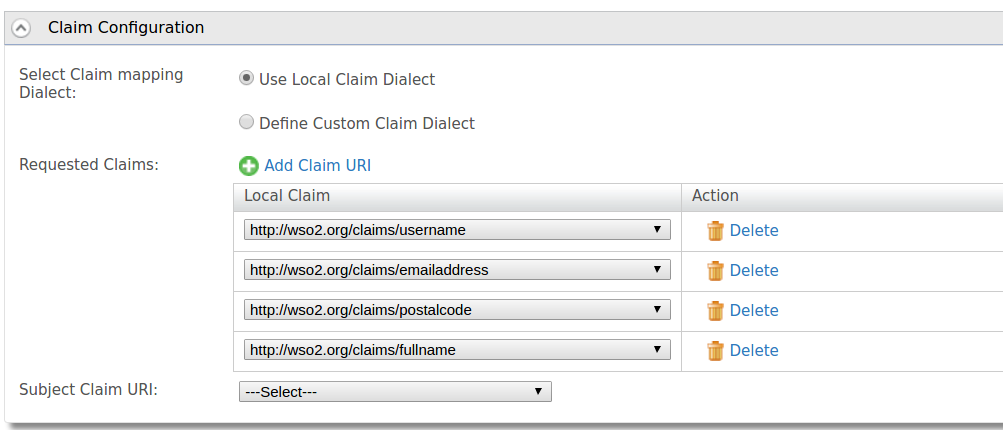 Claim Configuration
Select Claim mapping
Dialect:
Use Local Claim Dialect
Define Custom Claim Dialect
Requested Claims:
Add Claim URI
Local Claim
Action
http://wso2.org/claims/username
Delete
http://wso2.org/claims/emailaddress
Delete
http://wso2.org/claims/postalcode
Delete
http://wso2.org/claims/fullname
Delete
Subject Claim URI:
---Select---